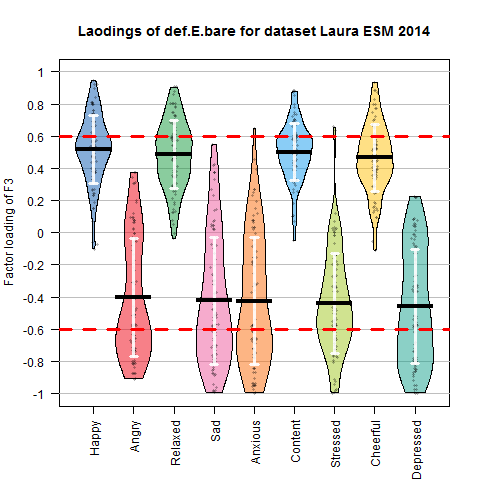 Laodings of def.E.bare for dataset Laura ESM 2014
Factor loading of F3
1
0.8
0.6
0.4
0.2
0
-0.2
-0.4
-0.6
-0.8
-1
Happy
Angry
Relaxed
Sad
Anxious
Content
Stressed
Cheerful
Depressed